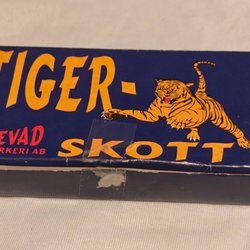 TIGER-
SKOTT
EVAD
RKERI AB